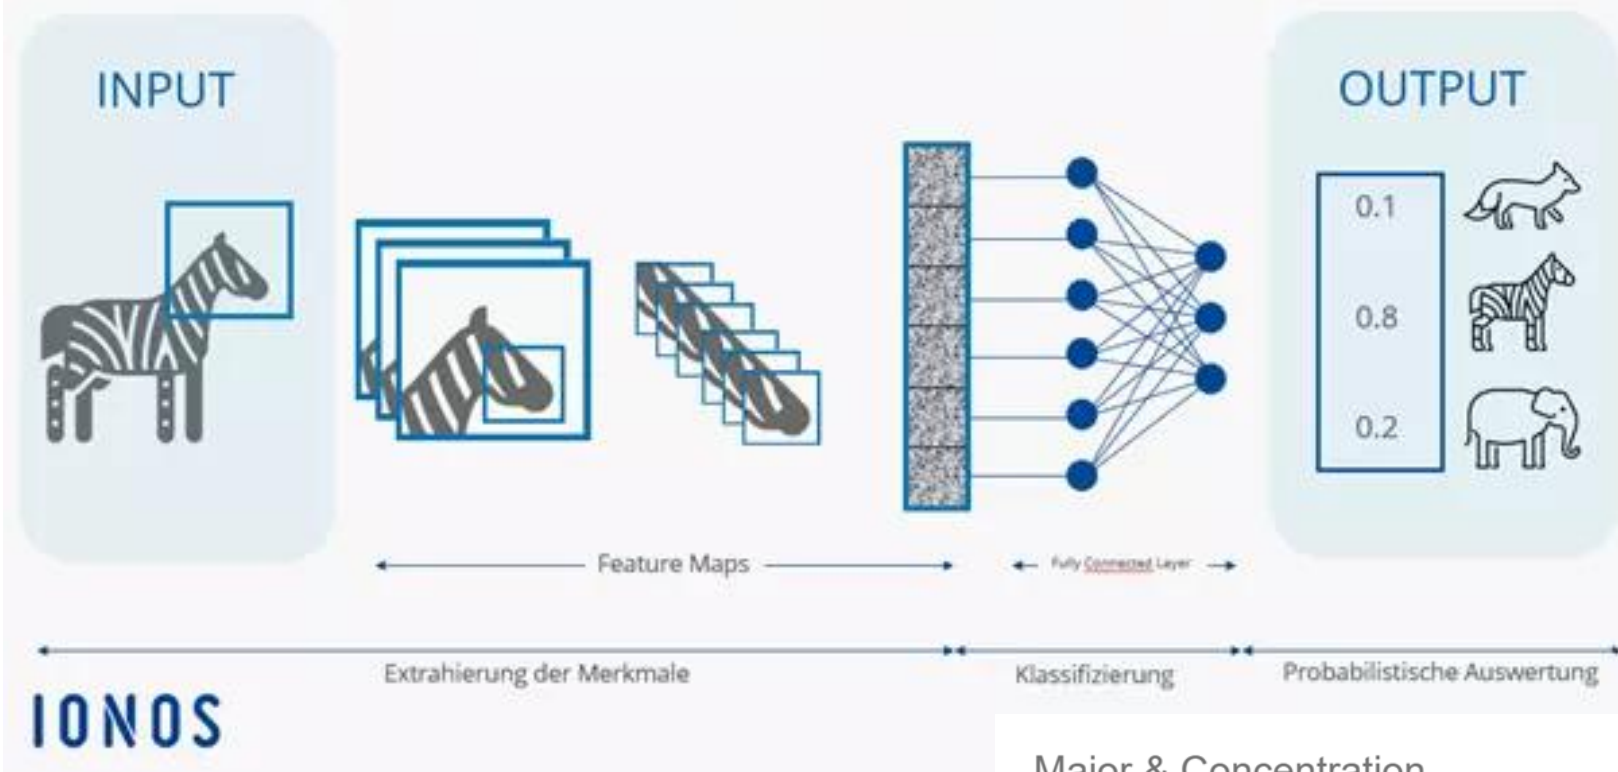 INPUT
OUTPUT
0.1
0.8
0.2
Feature Maps
Fully Connected Layer
Extrahierung der Merkmale
Klassifizierung
Probabilistische Auswertung
IONOS
Major & Concentration